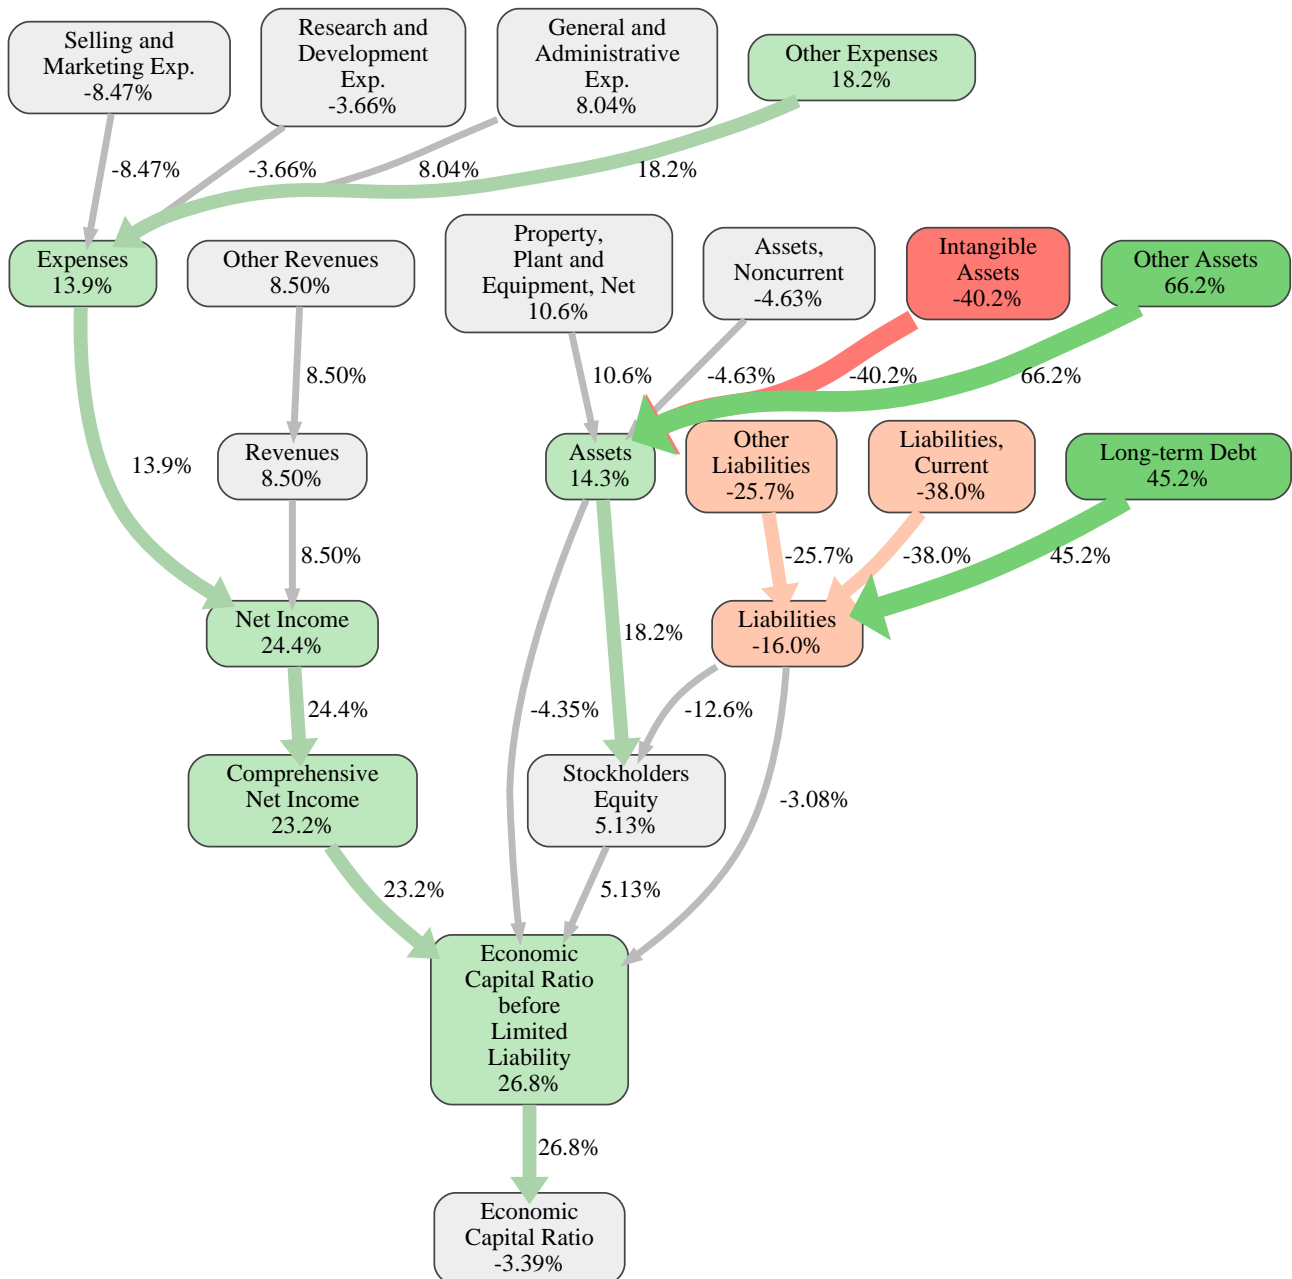 Selling and
Marketing Exp.
-8.47%
Research and
Development
Exp.
-3.66%
General and
Administrative
Exp.
8.04%
Other Expenses
18.2%
-8.47%
-3.66%
8.04%
18.2%
Expenses
13.9%
Other Revenues
8.50%
Property,
Plant and
Equipment, Net
10.6%
Assets,
Noncurrent
-4.63%
Intangible
Assets
-40.2%
Other Assets
66.2%
8.50%
10.6%
-4.63%
-40.2%
66.2%
13.9%
Revenues
8.50%
Assets
14.3%
Other
Liabilities
-25.7%
Liabilities,
Current
-38.0%
Long-term Debt
45.2%
8.50%
-25.7%
-38.0%
45.2%
Net Income
24.4%
18.2%
Liabilities
-16.0%
24.4%
-4.35%
-12.6%
-3.08%
Comprehensive
Net Income
23.2%
Stockholders
Equity
5.13%
23.2%
5.13%
Economic
Capital Ratio
before
Limited
Liability
26.8%
26.8%
Economic
Capital Ratio
-3.39%